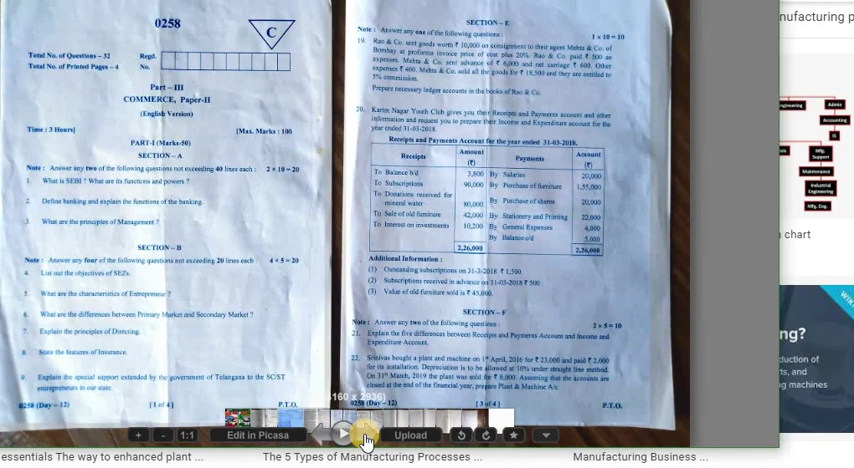 0258
C
Total No. of Questions - 32
Total No. of Printed Pages - 4
Regd.
No.
Part - III
COMMERCE, Paper-II
(English Version)
Time : 3 Hours]
[Max. Marks : 100
PART-I (Marks-50)
SECTION - A
Note : Answer any two of the following questions not exceeding 40 lines each : 2 × 10 = 20
1. What is SEBI ? What are its functions and powers ?
2. Define banking and explain the functions of the banking.
3. What are the principles of Management ?
SECTION - B
Note : Answer any four of the following questions not exceeding 20 lines each : 4 × 5 = 20
4. List out the objectives of SEZs.
5. What are the characteristics of Entrepreneur ?
6. What are the differences between Primary Market and Secondary Market ?
7. Explain the principles of Directing.
8. State the features of Insurance.
9. Explain the special support extended by the government of Telangana to the SC/ST
entrepreneurs in our state.
0258 (Day - 12)
[1 of 4]
P.T.O.
SECTION - E
Note : Answer any one of the following questions : 1 × 10 = 10
19. Rao & Co. sent goods worth ₹ 10,000 on consignment to their agent Mehta & Co. of
Bombay at proforma invoice price of cost plus 20%. Rao & Co. paid ₹ 500 as
expenses. Mehta & Co. sent advance of ₹ 6,000 and met carriage ₹ 600. Other
expenses ₹ 400. Mehta & Co. sold all the goods for ₹ 18,500 and they are entitled to
5% commission.
Prepare necessary ledger accounts in the books of Rao & Co.
20. Karim Nagar Youth Club gives you their Receipts and Payments account and other
information and request you to prepare their Income and Expenditure account for the
year ended 31-03-2018.
Receipts and Payments Account for the year ended 31-03-2018.
Receipts Amount (₹) Payments Amount (₹)
To Balance b/d 3,800 By Salaries 20,000
To Subscriptions 90,000 By Purchase of furniture 1,55,000
To Donations received for
mineral water 80,000 By Purchase of shares 20,000
To Sale of old furniture 42,000 By Stationery and Printing 22,000
To Interest on investments 10,200 By General Expenses 4,000
By Balance c/d 5,000
2,26,000 2,26,000
Additional Information :
(1) Outstanding subscriptions on 31-3-2018 ₹ 1,500.
(2) Subscriptions received in advance on 31-03-2018 ₹ 500.
(3) Value of old furniture sold is ₹ 45,000.
SECTION - F
Note : Answer any two of the following questions : 2 × 5 = 10
21. Explain the five differences between Receipts and Payments Account and Income and
Expenditure Account.
22. Srinivas bought a plant and machine on 1st April, 2016 for ₹ 23,000 and paid ₹ 2,000
for its installation. Depreciation is to be allowed at 10% under straight line method.
On 31st March, 2019 the plant was sold for ₹ 8,000. Assuming that the accounts are
closed at the end of the financial year, prepare Plant & Machine A/c.
0258 (Day - 12)
[3 of 4]
P.T.O.
160 x 2936)
+ - 1:1
Edit in Picasa
Upload
nufacturing p
gineering
Admin
Accounting
IS
Mfg.
Support
Maintenance
Industrial
Engineering
Mfg. Eng.
chart
WIK
ng?
duction of
ts, and
g machines
essentials The way to enhanced plant ...
The 5 Types of Manufacturing Processes ...
Manufacturing Business ...